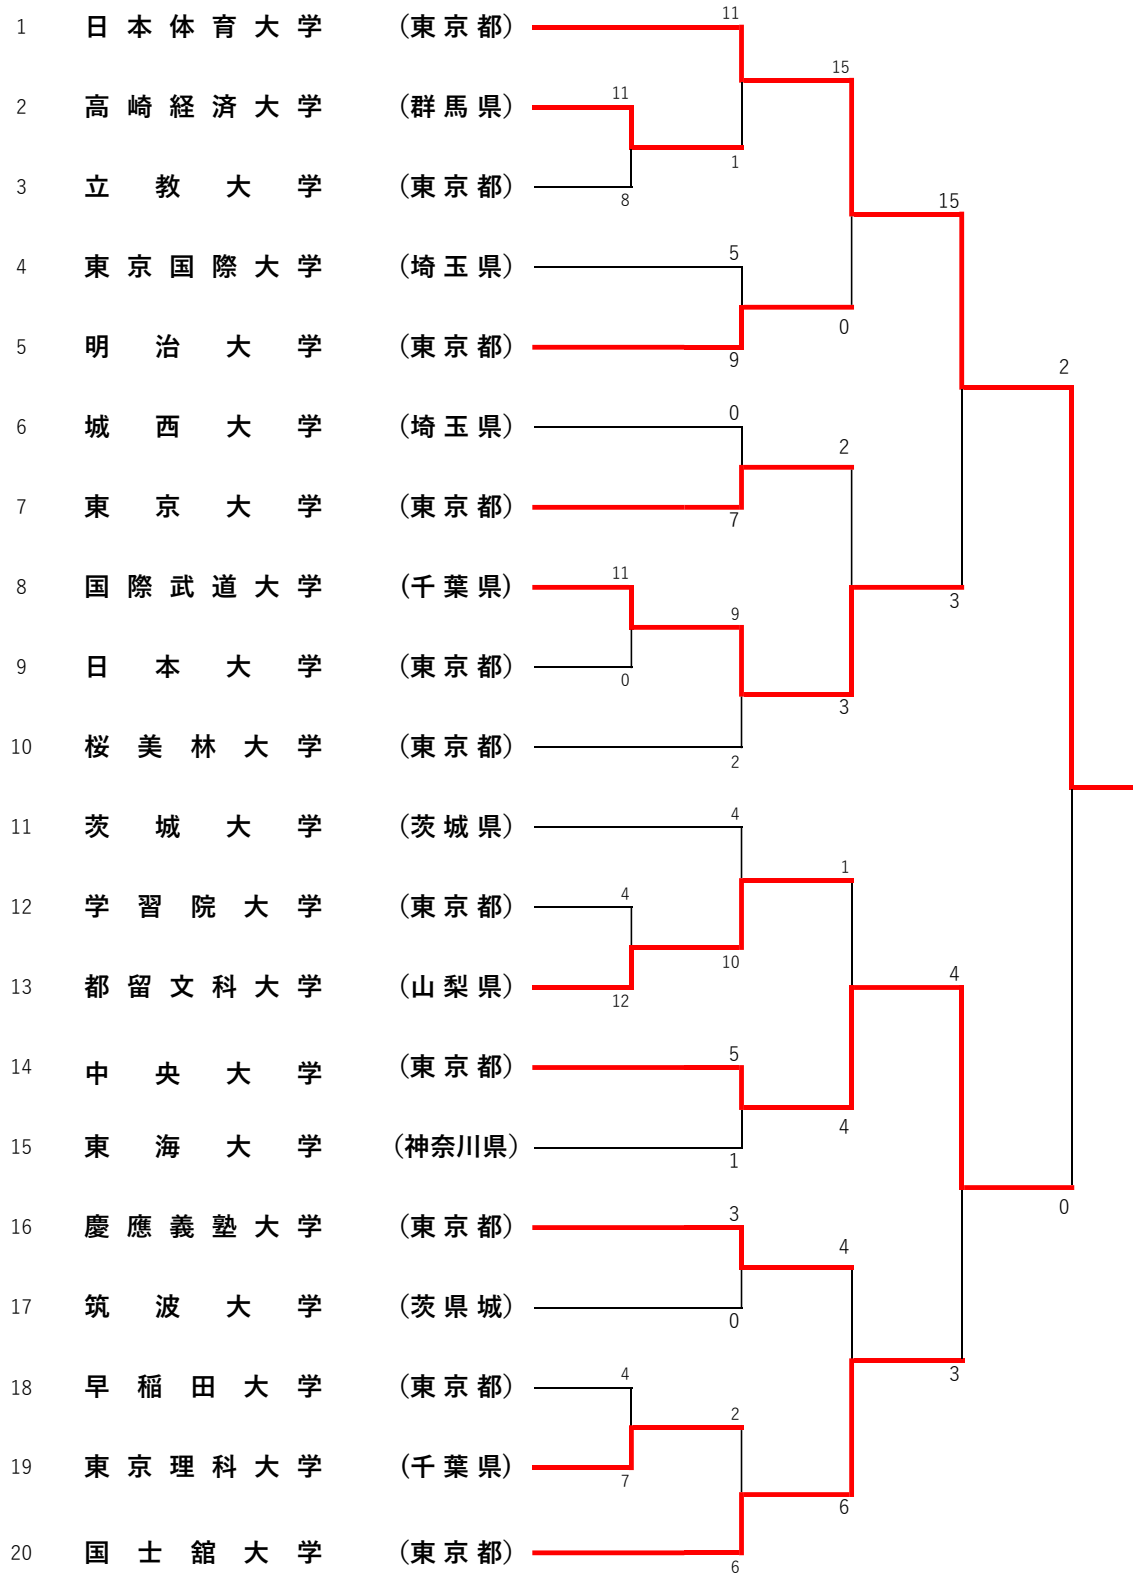 11
1 日本体育大学 (東京都)
15
11
2 高崎経済大学 (群馬県)
1
3 立教大学 (東京都)
8
15
5
4 東京国際大学 (埼玉県)
0
5 明治大学 (東京都)
9
2
0
6 城西大学 (埼玉県)
2
7 東京大学 (東京都)
7
11
8 国際武道大学 (千葉県)
3
9
9 日本大学 (東京都)
0
3
10 桜美林大学 (東京都)
2
4
11 茨城大学 (茨城県)
1
4
12 学習院大学 (東京都)
10
4
13 都留文科大学 (山梨県)
12
5
14 中央大学 (東京都)
4
15 東海大学 (神奈川県)
1
0
3
16 慶應義塾大学 (東京都)
4
17 筑波大学 (茨県城)
0
3
4
18 早稲田大学 (東京都)
2
19 東京理科大学 (千葉県)
7
6
20 国士舘大学 (東京都)
6